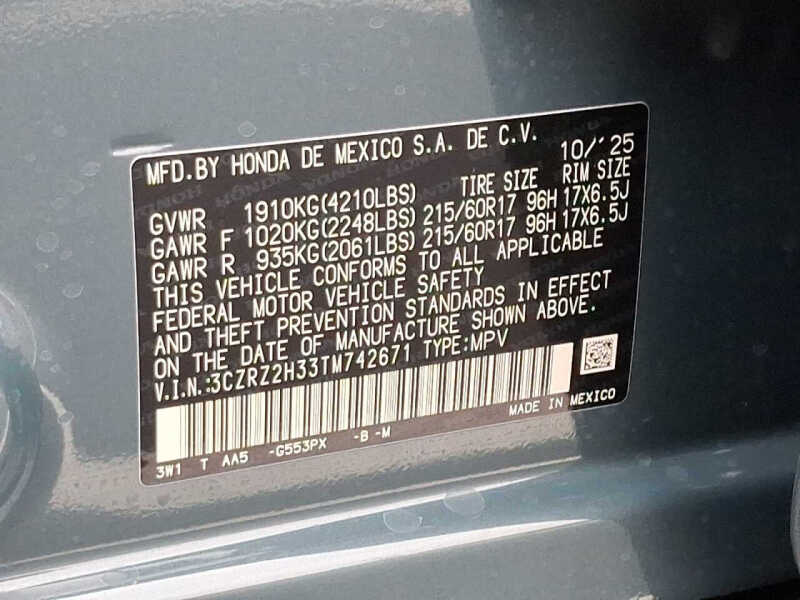 MFD.BY HONDA DE MEXICO S.A. DE C.V. 10/'25
TIRE SIZE RIM SIZE
GVWR 1910KG(4210LBS)
GAWR F 1020KG(2248LBS) 215/60R17 96H 17X6.5J
GAWR R 935KG(2061LBS) 215/60R17 96H 17X6.5J
THIS VEHICLE CONFORMS TO ALL APPLICABLE
FEDERAL MOTOR VEHICLE SAFETY
AND THEFT PREVENTION STANDARDS IN EFFECT
ON THE DATE OF MANUFACTURE SHOWN ABOVE.
V.I.N.:3CZRZ2H33TM742671 TYPE:MPV
MADE IN MEXICO
3W1 T AA5 -G553PX -B -M